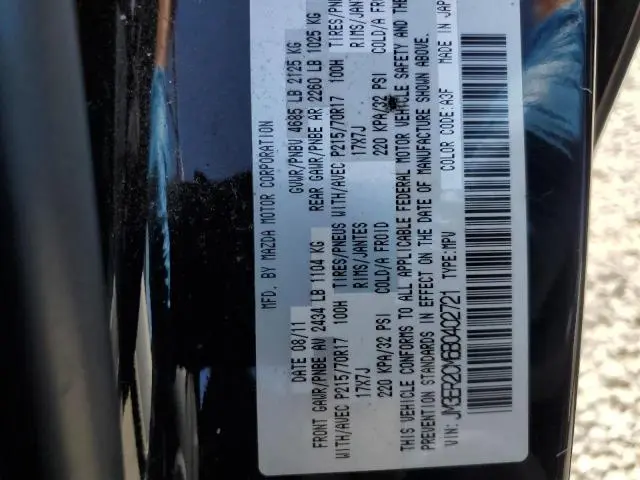 MFD. BY MAZDA MOTOR CORPORATION
DATE 08/11 GVWR/PNBV 4685 LB 2125 KG
FRONT GAWR/PNBE AV 2434 LB 1104 KG REAR GAWR/PNBE AR 2260 LB 1025 KG
WITH/AVEC P215/70R17 100H TIRES/PNEUS WITH/AVEC P215/70R17 100H TIRES/PNE
17X7J RIMS/JANTES 17X7J RIMS/JANT
220 KPA/32 PSI COLD/A FROID 220 KPA/32 PSI COLD/A FROI
THIS VEHICLE CONFORMS TO ALL APPLICABLE FEDERAL MOTOR VEHICLE SAFETY AND THE
PREVENTION STANDARDS IN EFFECT ON THE DATE OF MANUFACTURE SHOWN ABOVE.
VIN: JM3ER2CM6B0402721 TYPE:MPV COLOR CODE:A3F MADE IN JAP